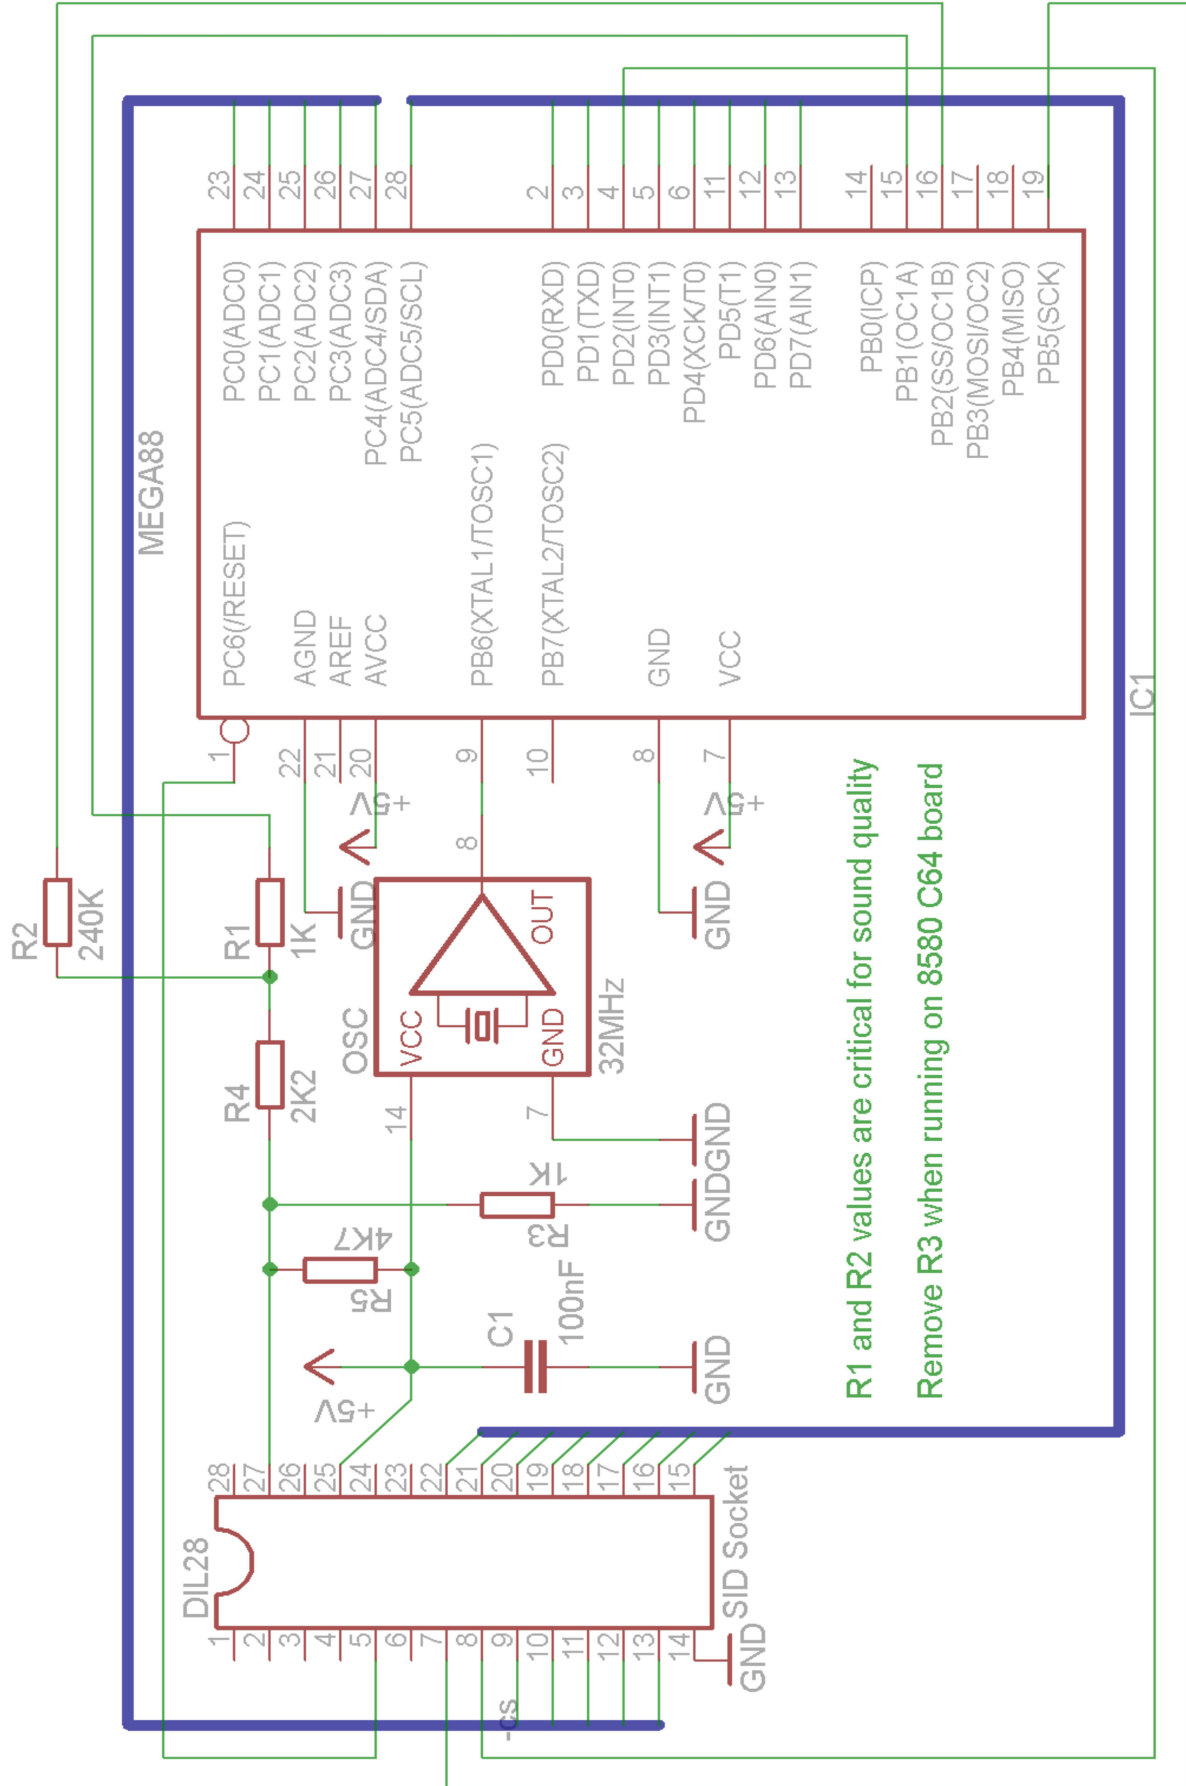 23
24
25
26
27
28
2
3
4
5
6
11
12
13
14
15
16
17
18
19
MEGA88
PC0(ADC0)
PC1(ADC1)
PC2(ADC2)
PC3(ADC3)
PC4(ADC4/SDA)
PC5(ADC5/SCL)
PD0(RXD)
PD1(TXD)
PD2(INT0)
PD3(INT1)
PD4(XCK/T0)
PD5(T1)
PD6(AIN0)
PD7(AIN1)
PB0(ICP)
PB1(OC1A)
PB2(SS/OC1B)
PB3(MOSI/OC2)
PB4(MISO)
PB5(SCK)
PC6(/RESET)
AGND
AREF
AVCC
PB6(XTAL1/TOSC1)
PB7(XTAL2/TOSC2)
GND
VCC
IC1
1
22
21
20
9
10
8
7
+5V
+5V
8
R2
240K
R1
1K
GND
GND
OUT
VCC
GND
OSC
32MHz
R4
2K2
14
7
GND
GND
1K
R3
4K7
R5
C1
100nF
GND
+5V
R1 and R2 values are critical for sound quality
Remove R3 when running on 8580 C64 board
28
27
26
25
24
23
22
21
20
19
18
17
16
15
DIL28
SID Socket
1
2
3
4
5
6
7
8
9
10
11
12
13
14
GND
-cs